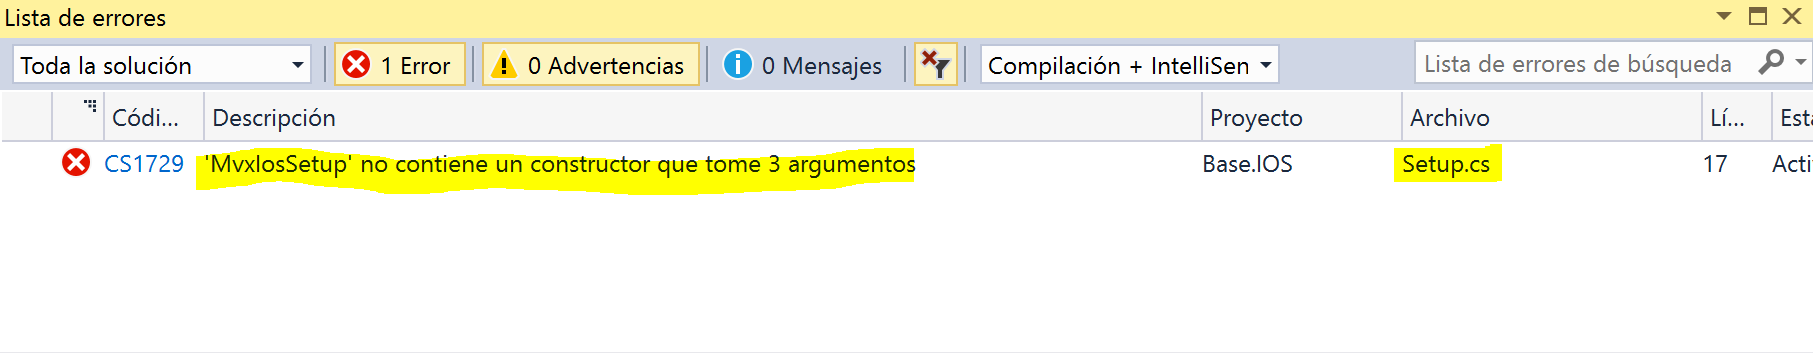 Lista de errores
Toda la solución 1 Error 0 Advertencias 0 Mensajes Compilación + IntelliSen Lista de errores de búsqueda
Códi... Descripción Proyecto Archivo Lí... Esta
CS1729 'MvxIosSetup' no contiene un constructor que tome 3 argumentos Base.IOS Setup.cs 17 Acti